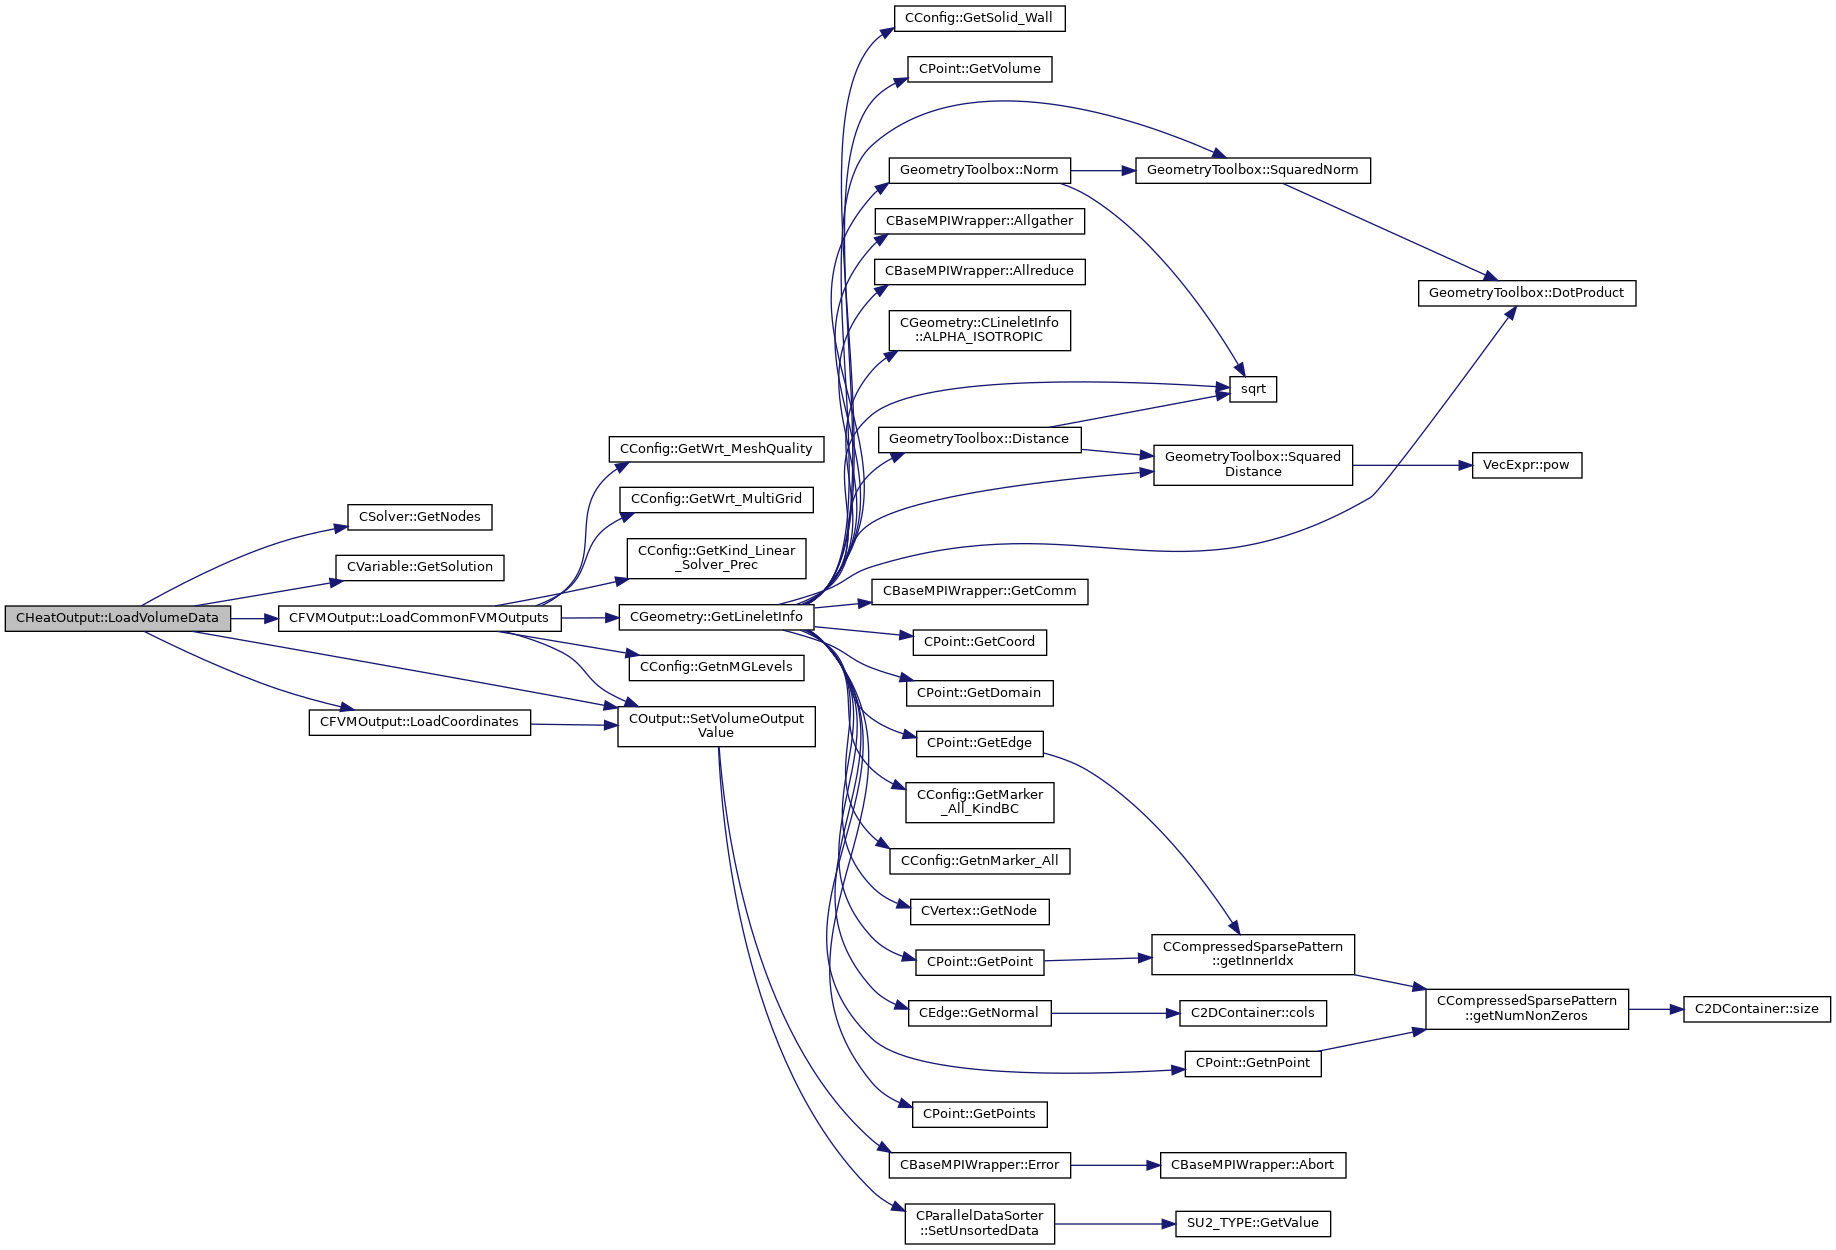 CConfig::GetSolid_Wall
CPoint::GetVolume
GeometryToolbox::Norm
GeometryToolbox::SquaredNorm
CBaseMPIWrapper::Allgather
CBaseMPIWrapper::Allreduce
GeometryToolbox::DotProduct
CGeometry::CLineletInfo
::ALPHA_ISOTROPIC
sqrt
GeometryToolbox::Distance
CConfig::GetWrt_MeshQuality
GeometryToolbox::Squared
Distance
VecExpr::pow
CConfig::GetWrt_MultiGrid
CSolver::GetNodes
CConfig::GetKind_Linear
_Solver_Prec
CVariable::GetSolution
CBaseMPIWrapper::GetComm
CHeatOutput::LoadVolumeData
CFVMOutput::LoadCommonFVMOutputs
CGeometry::GetLineletInfo
CPoint::GetCoord
CConfig::GetnMGLevels
CPoint::GetDomain
CFVMOutput::LoadCoordinates
COutput::SetVolumeOutput
Value
CPoint::GetEdge
CConfig::GetMarker
_All_KindBC
CConfig::GetnMarker_All
CVertex::GetNode
CPoint::GetPoint
CCompressedSparsePattern
::getInnerIdx
CEdge::GetNormal
C2DContainer::cols
CCompressedSparsePattern
::getNumNonZeros
C2DContainer::size
CPoint::GetnPoint
CPoint::GetPoints
CBaseMPIWrapper::Error
CBaseMPIWrapper::Abort
CParallelDataSorter
::SetUnsortedData
SU2_TYPE::GetValue